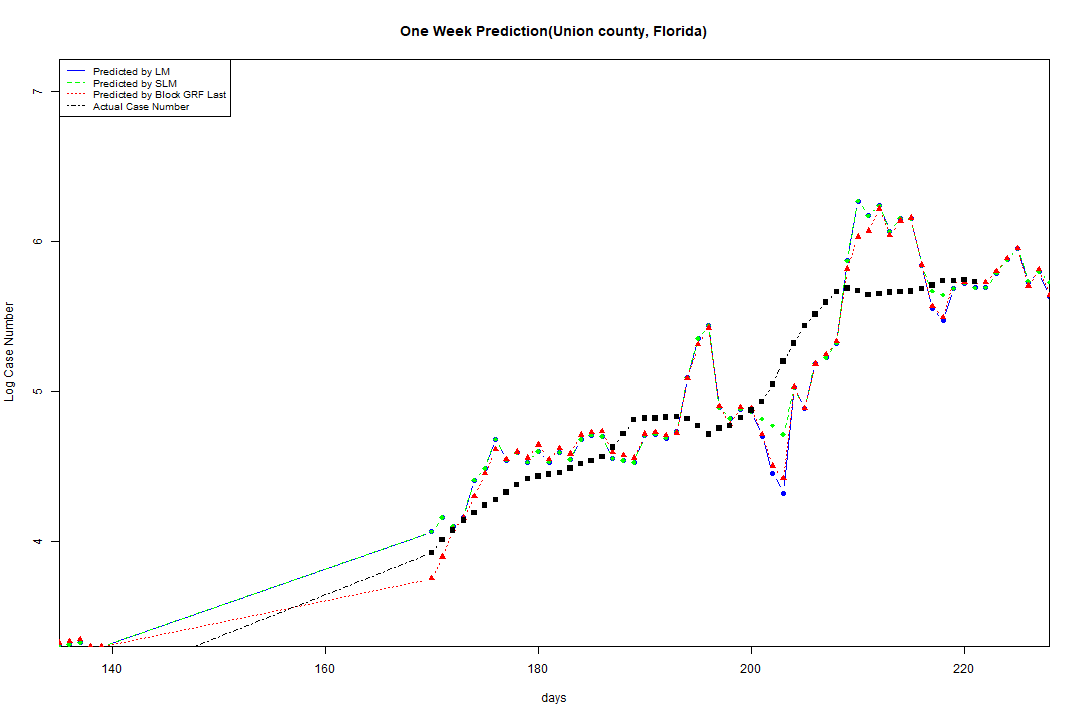 One Week Prediction(Union county, Florida)
Predicted by LM
Predicted by SLM
Predicted by Block GRF Last
Actual Case Number
7
6
5
4
Log Case Number
140 160 180 200 220
days